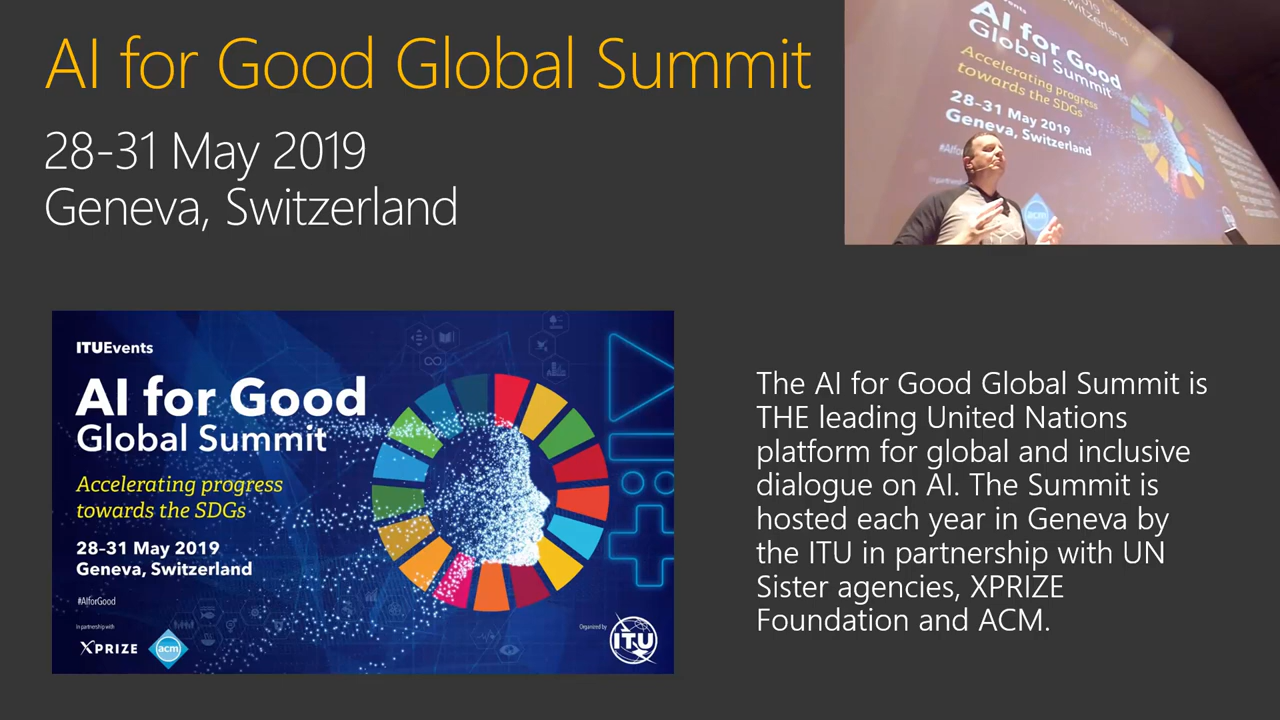 AI for Good Global Summit
28-31 May 2019
Geneva, Switzerland
2019
Switzerland
AI for Good
Global Summit
Accelerating progress
towards the SDGs
28-31 May 2019
Geneva, Switzerland
acm
ITUEvents
AI for Good
Global Summit
Accelerating progress
towards the SDGs
28-31 May 2019
Geneva, Switzerland
#AIforGood
In partnership with
XPRIZE
acm
Organized by
ITU
The AI for Good Global Summit is
THE leading United Nations
platform for global and inclusive
dialogue on AI. The Summit is
hosted each year in Geneva by
the ITU in partnership with UN
Sister agencies, XPRIZE
Foundation and ACM.